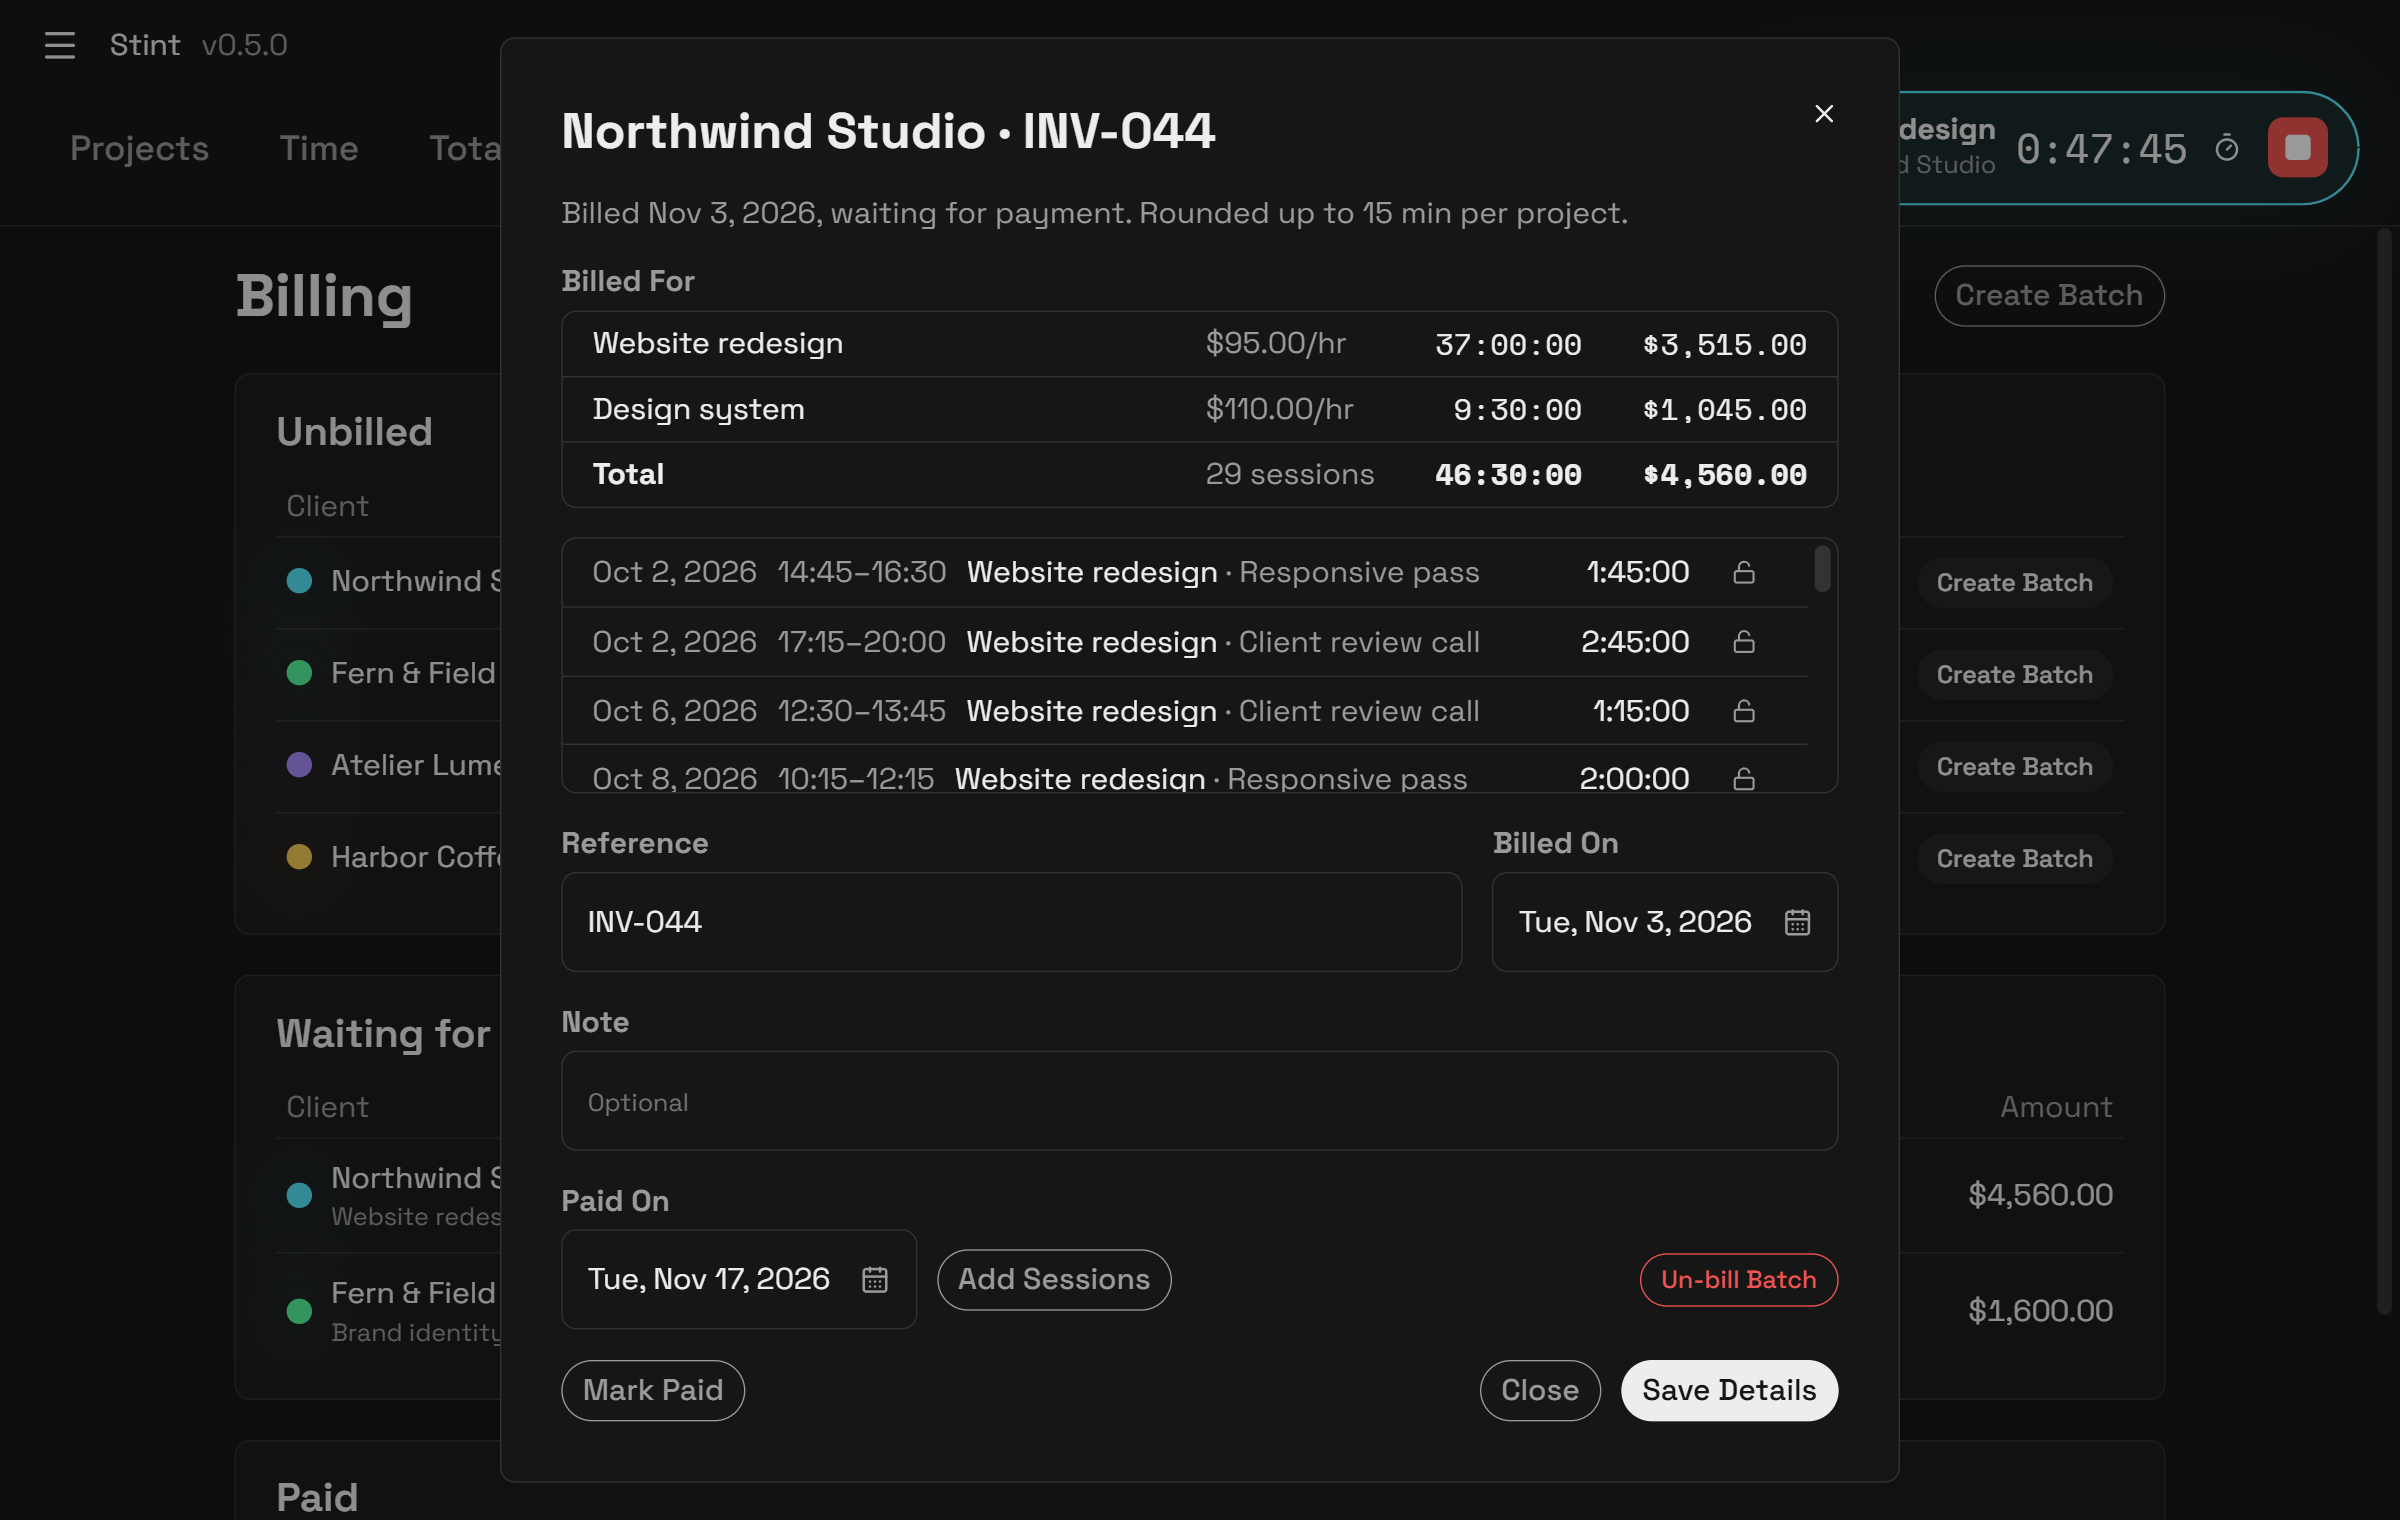 Stint v0.5.0
Projects Time Tota
design
d Studio
0:47:45
Billing
Create Batch
Unbilled
Client
Northwind S
Create Batch
Fern & Field
Create Batch
Atelier Lume
Create Batch
Harbor Coffe
Create Batch
Waiting for
Client
Amount
Northwind S
Website redes
$4,560.00
Fern & Field
Brand identity
$1,600.00
Paid
Northwind Studio · INV-044
Billed Nov 3, 2026, waiting for payment. Rounded up to 15 min per project.
Billed For
Website redesign $95.00/hr 37:00:00 $3,515.00
Design system $110.00/hr 9:30:00 $1,045.00
Total 29 sessions 46:30:00 $4,560.00
Oct 2, 2026 14:45–16:30 Website redesign · Responsive pass 1:45:00
Oct 2, 2026 17:15–20:00 Website redesign · Client review call 2:45:00
Oct 6, 2026 12:30–13:45 Website redesign · Client review call 1:15:00
Oct 8, 2026 10:15–12:15 Website redesign · Responsive pass 2:00:00
Reference
INV-044
Billed On
Tue, Nov 3, 2026
Note
Optional
Paid On
Tue, Nov 17, 2026
Add Sessions
Un-bill Batch
Mark Paid
Close
Save Details